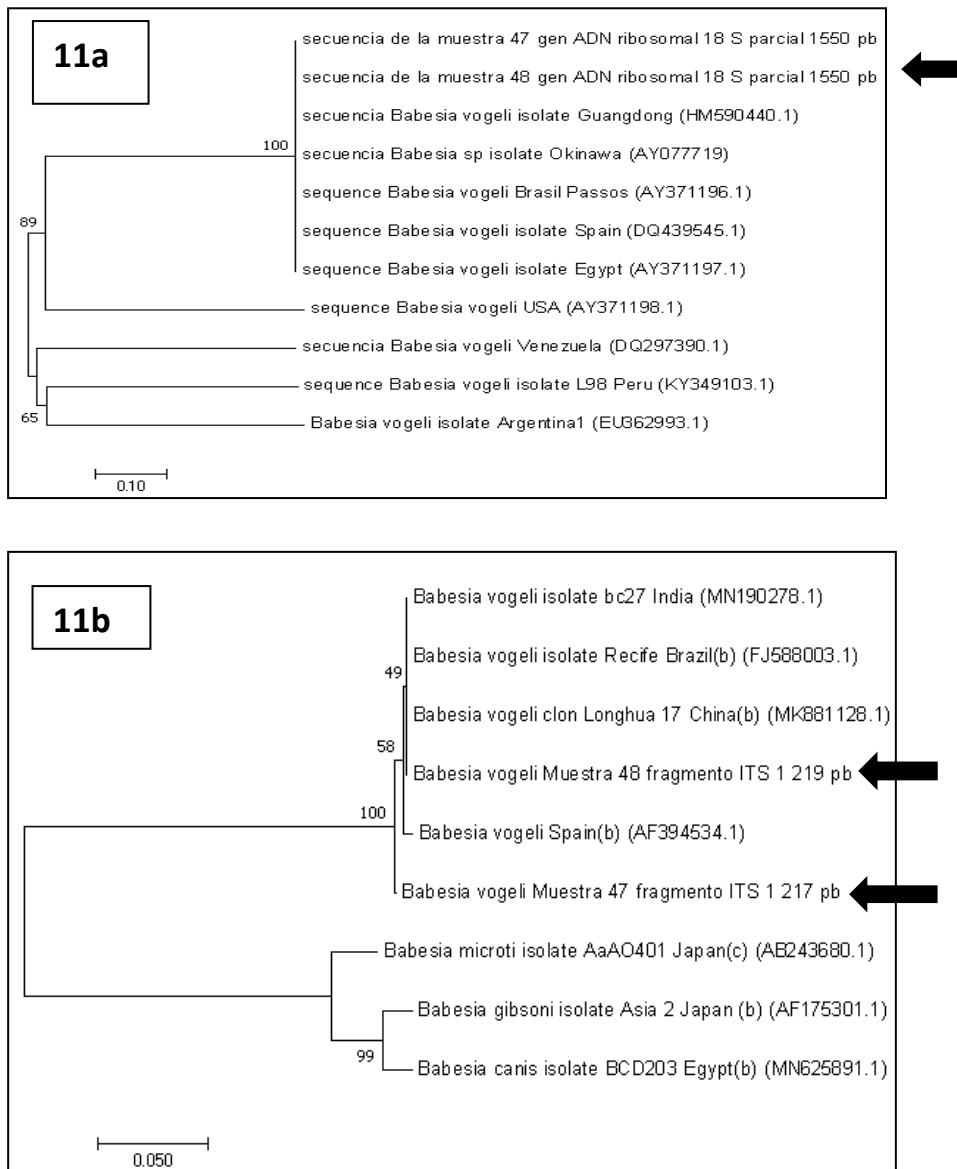 11a
secuencia de la muestra 47 gen ADN ribosomal 18 S parcial 1550 pb
secuencia de la muestra 48 gen ADN ribosomal 18 S parcial 1550 pb
secuencia Babesia vogeli isolate Guangdong (HM590440.1)
100
secuencia Babesia sp isolate Okinawa (AY077719)
sequence Babesia vogeli Brasil Passos (AY371196.1)
89
sequence Babesia vogeli isolate Spain (DQ439545.1)
sequence Babesia vogeli isolate Egypt (AY371197.1)
sequence Babesia vogeli USA (AY371198.1)
secuencia Babesia vogeli Venezuela (DQ297390.1)
sequence Babesia vogeli isolate L98 Peru (KY349103.1)
65
Babesia vogeli isolate Argentina1 (EU362993.1)
0.10
11b
Babesia vogeli isolate bc27 India (MN190278.1)
Babesia vogeli isolate Recife Brazil(b) (FJ588003.1)
49
Babesia vogeli clon Longhua 17 China(b) (MK881128.1)
58
Babesia vogeli Muestra 48 fragmento ITS 1 219 pb
100
Babesia vogeli Spain(b) (AF394534.1)
Babesia vogeli Muestra 47 fragmento ITS 1 217 pb
Babesia microti isolate AaAO401 Japan(c) (AB243680.1)
Babesia gibsoni isolate Asia 2 Japan (b) (AF175301.1)
99
Babesia canis isolate BCD203 Egypt(b) (MN625891.1)
0.050